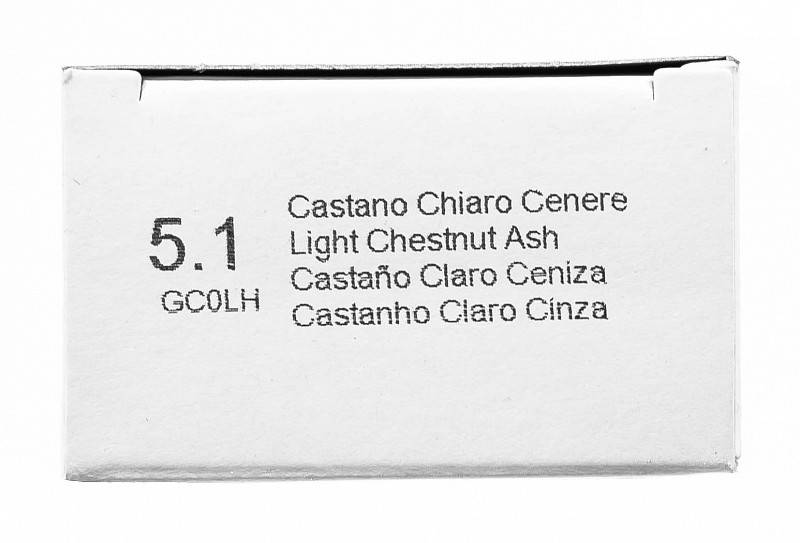 5.1
GC0LH
Castano Chiaro Cenere
Light Chestnut Ash
Castaño Claro Ceniza
Castanho Claro Cinza